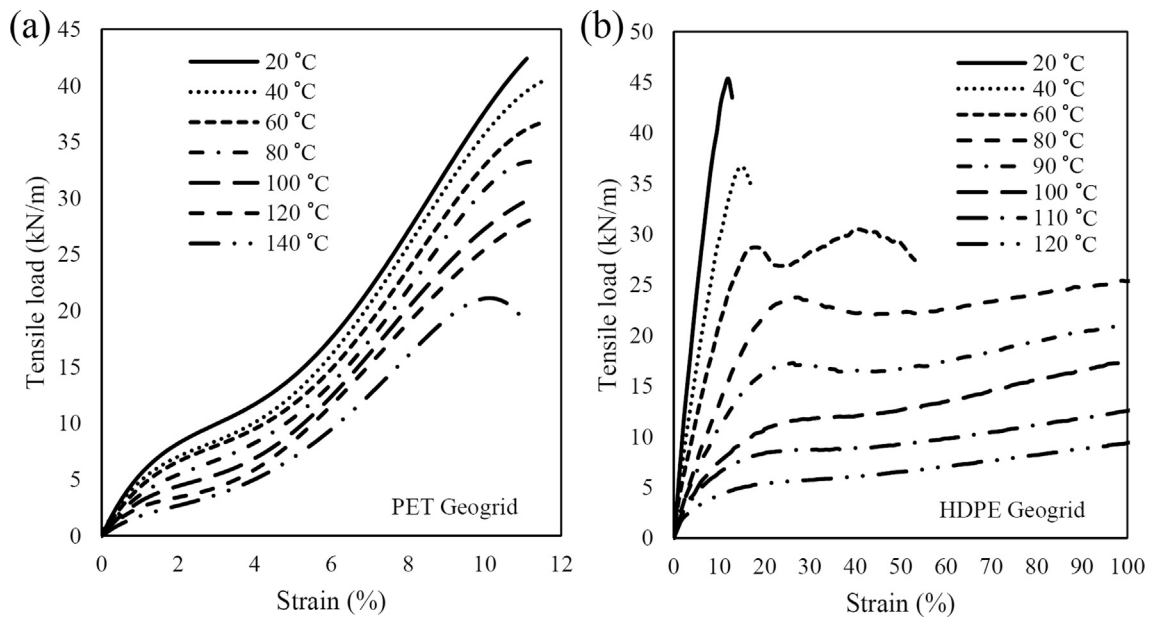 (a)
45
40
35
30
25
20
15
10
5
0
Tensile load (kN/m)
20 °C
40 °C
60 °C
80 °C
100 °C
120 °C
140 °C
PET Geogrid
0 2 4 6 8 10 12
Strain (%)
(b)
50
45
40
35
30
25
20
15
10
5
0
Tensile load (kN/m)
20 °C
40 °C
60 °C
80 °C
90 °C
100 °C
110 °C
120 °C
HDPE Geogrid
0 10 20 30 40 50 60 70 80 90 100
Strain (%)